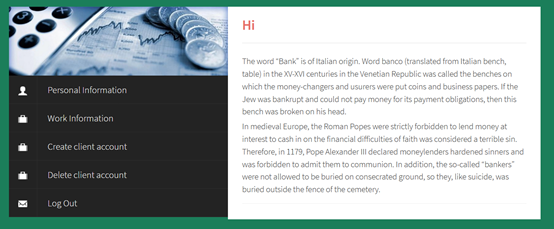 Hi
Personal Information
Work Information
Create client account
Delete client account
Log Out
The word "Bank" is of Italian origin. Word banco (translated from Italian bench,
table) in the XV-XVI centuries in the Venetian Republic was called the benches on
which the money-changers and usurers were put coins and business papers. If the
Jew was bankrupt and could not pay money for its payment obligations, then this
bench was broken on his head.
In medieval Europe, the Roman Popes were strictly forbidden to lend money at
interest to cash in on the financial difficulties of faith was considered a terrible sin.
Therefore, in 1179, Pope Alexander III declared moneylenders hardened sinners and
was forbidden to admit them to communion. In addition, the so-called "bankers"
were not allowed to be buried on consecrated ground, so they, like suicide, was
buried outside the fence of the cemetery.